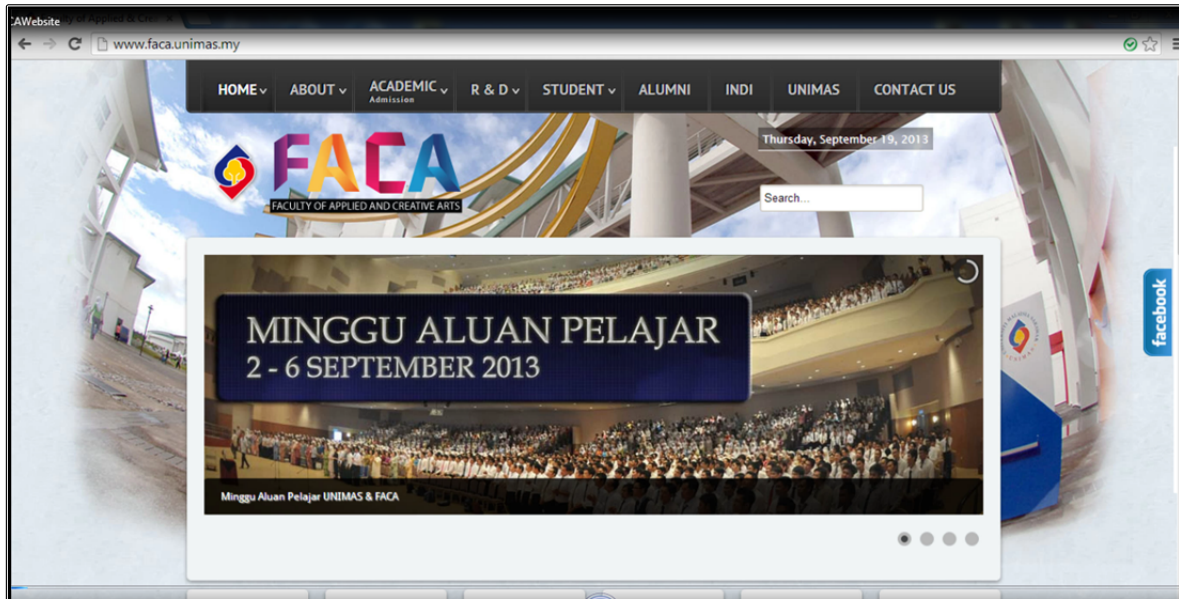 AWebsite
www.faca.unimas.my
HOME ABOUT ACADEMIC R & D STUDENT ALUMNI INDI UNIMAS CONTACT US
Admission
Thursday, September 19, 2013
FACA
FACULTY OF APPLIED AND CREATIVE ARTS
Search...
MINGGU ALUAN PELAJAR
2 - 6 SEPTEMBER 2013
Minggu Aluan Pelajar UNIMAS & FACA
facebook